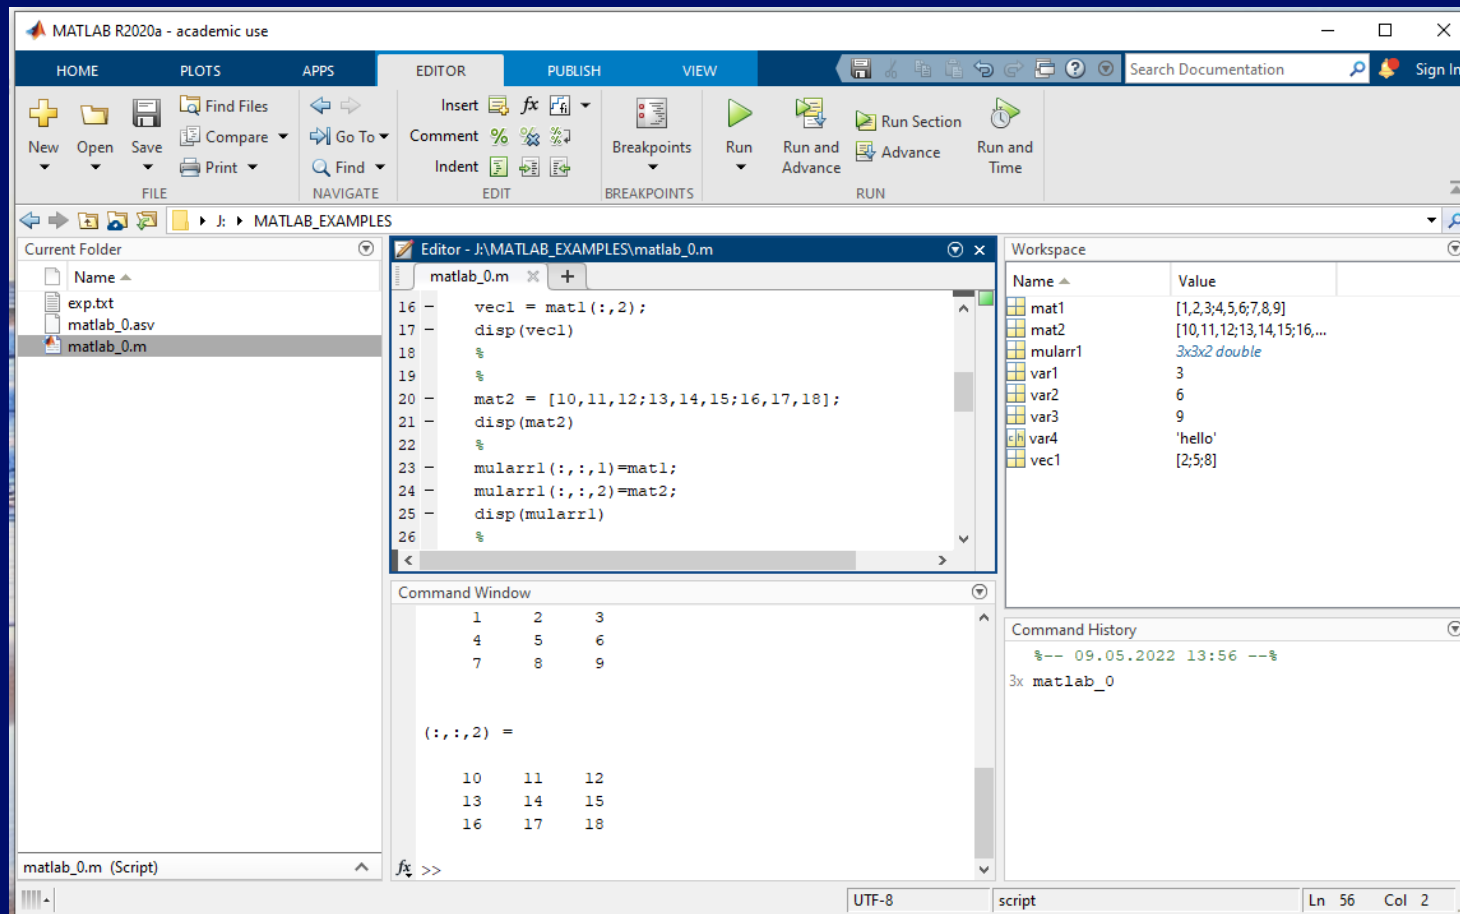 MATLAB R2020a - academic use
HOME PLOTS APPS EDITOR PUBLISH VIEW Search Documentation Sign In
New Open Save Find Files Compare Print
FILE
Go To Find
NAVIGATE
Insert fx fi
Comment % %
Indent
EDIT
Breakpoints
BREAKPOINTS
Run Run and Advance Run Section Advance Run and Time
RUN
J: MATLAB_EXAMPLES
Current Folder
Name
exp.txt
matlab_0.asv
matlab_0.m
matlab_0.m (Script)
Editor - J:\MATLAB_EXAMPLES\matlab_0.m
matlab_0.m
16 – vec1 = mat1(:,2);
17 – disp(vec1)
18 %
19 %
20 – mat2 = [10,11,12;13,14,15;16,17,18];
21 – disp(mat2)
22 %
23 – mularr1(:,:,1)=mat1;
24 – mularr1(:,:,2)=mat2;
25 – disp(mularr1)
26 %
Command Window
1 2 3
4 5 6
7 8 9
(:,:,2) =
10 11 12
13 14 15
16 17 18
fx >>
Workspace
Name Value
mat1 [1,2,3;4,5,6;7,8,9]
mat2 [10,11,12;13,14,15;16,...
mularr1 3x3x2 double
var1 3
var2 6
var3 9
ch var4 'hello'
vec1 [2;5;8]
Command History
%-- 09.05.2022 13:56 --%
3x matlab_0
UTF-8 script Ln 56 Col 2